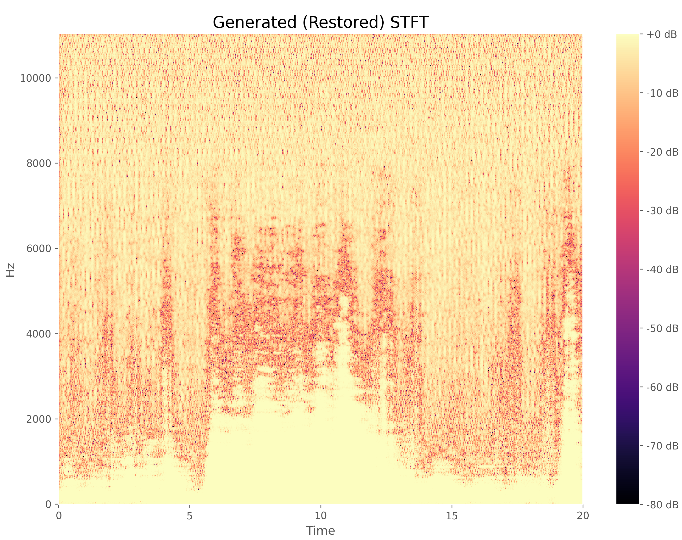 Generated (Restored) STFT
10000
8000
6000
4000
2000
0
Hz
0
5
10
15
20
Time
+0 dB
-10 dB
-20 dB
-30 dB
-40 dB
-50 dB
-60 dB
-70 dB
-80 dB